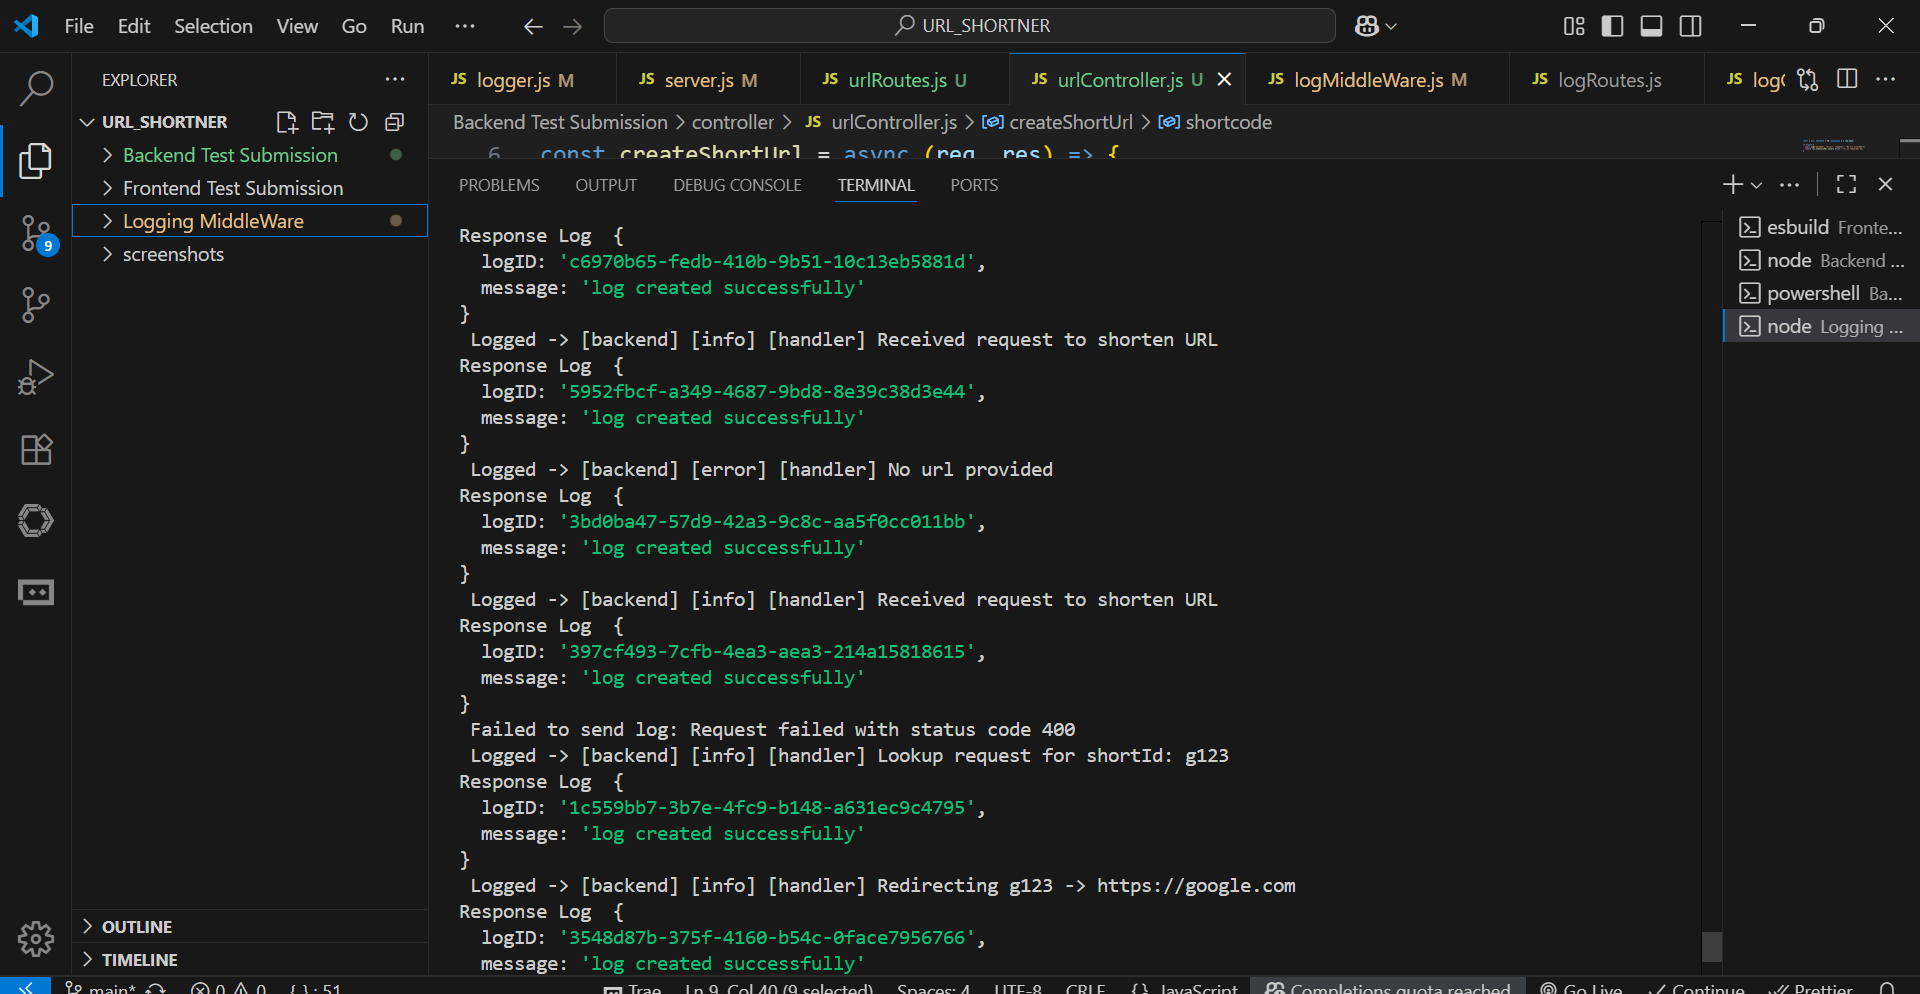 File Edit Selection View Go Run ··· URL_SHORTNER
EXPLORER
URL_SHORTNER
Backend Test Submission
Frontend Test Submission
Logging MiddleWare
screenshots
OUTLINE
TIMELINE
9
JS logger.js M JS server.js M JS urlRoutes.js U JS urlController.js U JS logMiddleWare.js M JS logRoutes.js JS
Backend Test Submission > controller > JS urlController.js > createShortUrl > shortcode
6 const createShortUrl = async (req, res) => {
PROBLEMS OUTPUT DEBUG CONSOLE TERMINAL PORTS
Response Log {
logID: 'c6970b65-fedb-410b-9b51-10c13eb5881d',
message: 'log created successfully'
}
Logged -> [backend] [info] [handler] Received request to shorten URL
Response Log {
logID: '5952fbcf-a349-4687-9bd8-8e39c38d3e44',
message: 'log created successfully'
}
Logged -> [backend] [error] [handler] No url provided
Response Log {
logID: '3bd0ba47-57d9-42a3-9c8c-aa5f0cc011bb',
message: 'log created successfully'
}
Logged -> [backend] [info] [handler] Received request to shorten URL
Response Log {
logID: '397cf493-7cfb-4ea3-aea3-214a15818615',
message: 'log created successfully'
}
Failed to send log: Request failed with status code 400
Logged -> [backend] [info] [handler] Lookup request for shortId: g123
Response Log {
logID: '1c559bb7-3b7e-4fc9-b148-a631ec9c4795',
message: 'log created successfully'
}
Logged -> [backend] [info] [handler] Redirecting g123 -> https://google.com
Response Log {
logID: '3548d87b-375f-4160-b54c-0face7956766',
message: 'log created successfully'
esbuild Fronte...
node Backend ...
powershell Ba...
node Logging ...
main* 0 0 { } : 51 Trae Ln 9, Col 40 (9 selected) Spaces: 4 UTF-8 CRLF { } JavaScript Completions quota reached Go Live Continue Prettier